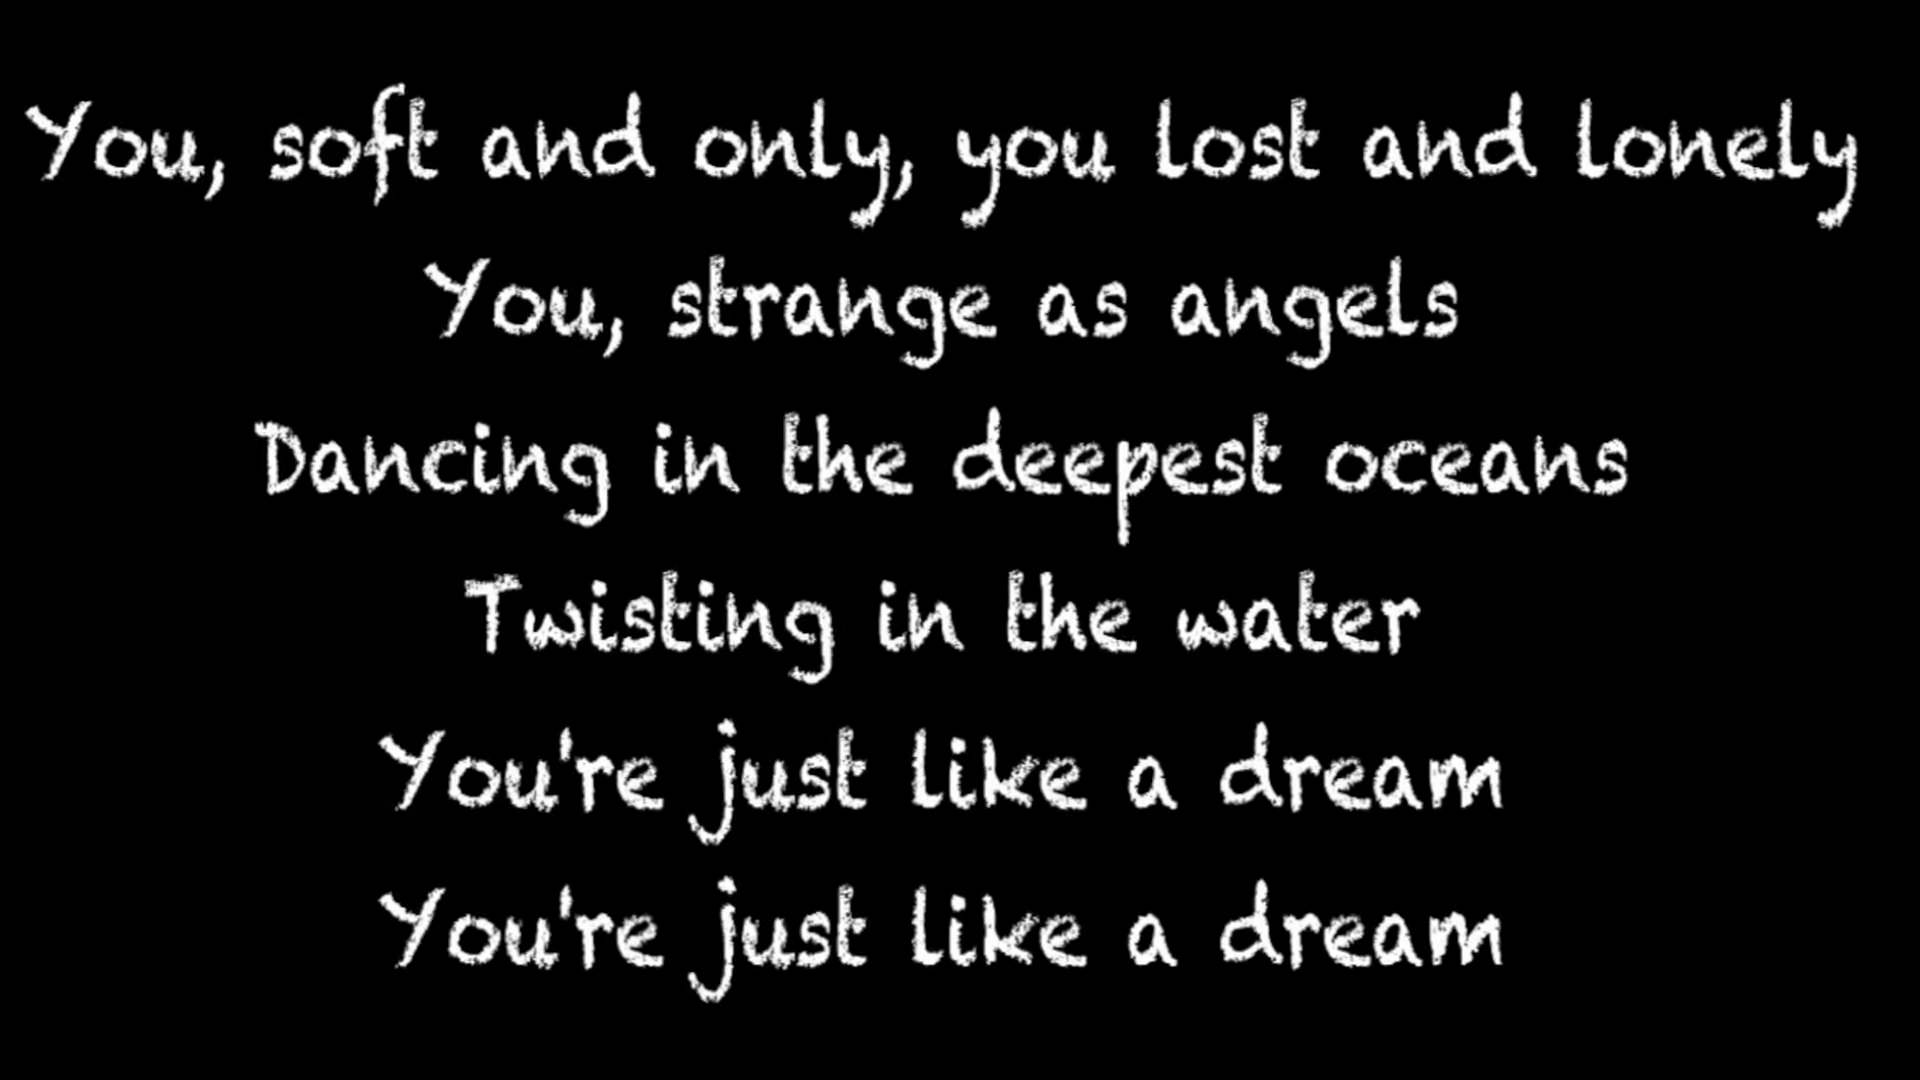 You, soft and only, you lost and lonely
You, strange as angels
Dancing in the deepest oceans
Twisting in the water
You're just like a dream
You're just like a dream